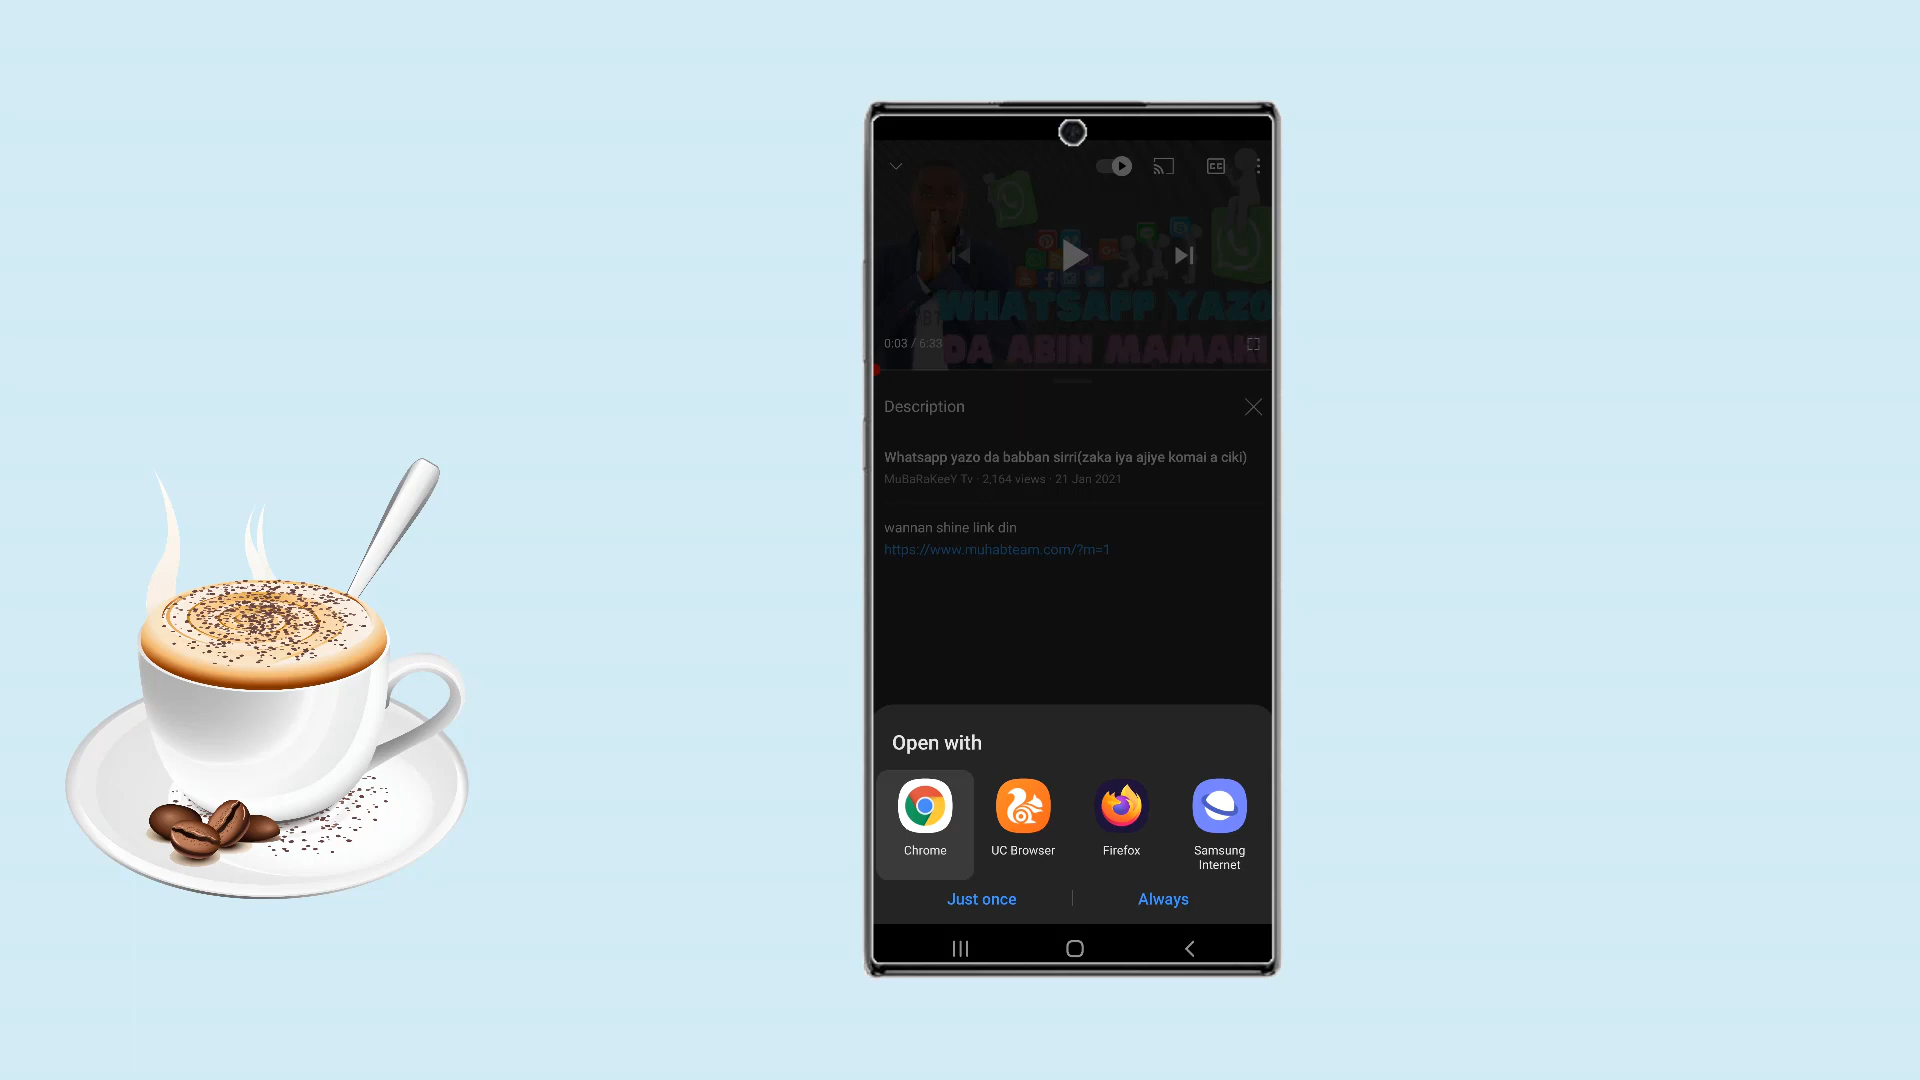 CC
WHATSAPP YAZO
0:03 / 6:33
DA ABIN MAMAKI
Description
Whatsapp yazo da babban sirri(zaka iya ajiye komai a ciki)
MuBaRaKeeY Tv · 2,164 views · 21 Jan 2021
wannan shine link din
https://www.muhabteam.com/?m=1
Open with
Chrome
UC Browser
Firefox
Samsung
Internet
Just once
Always